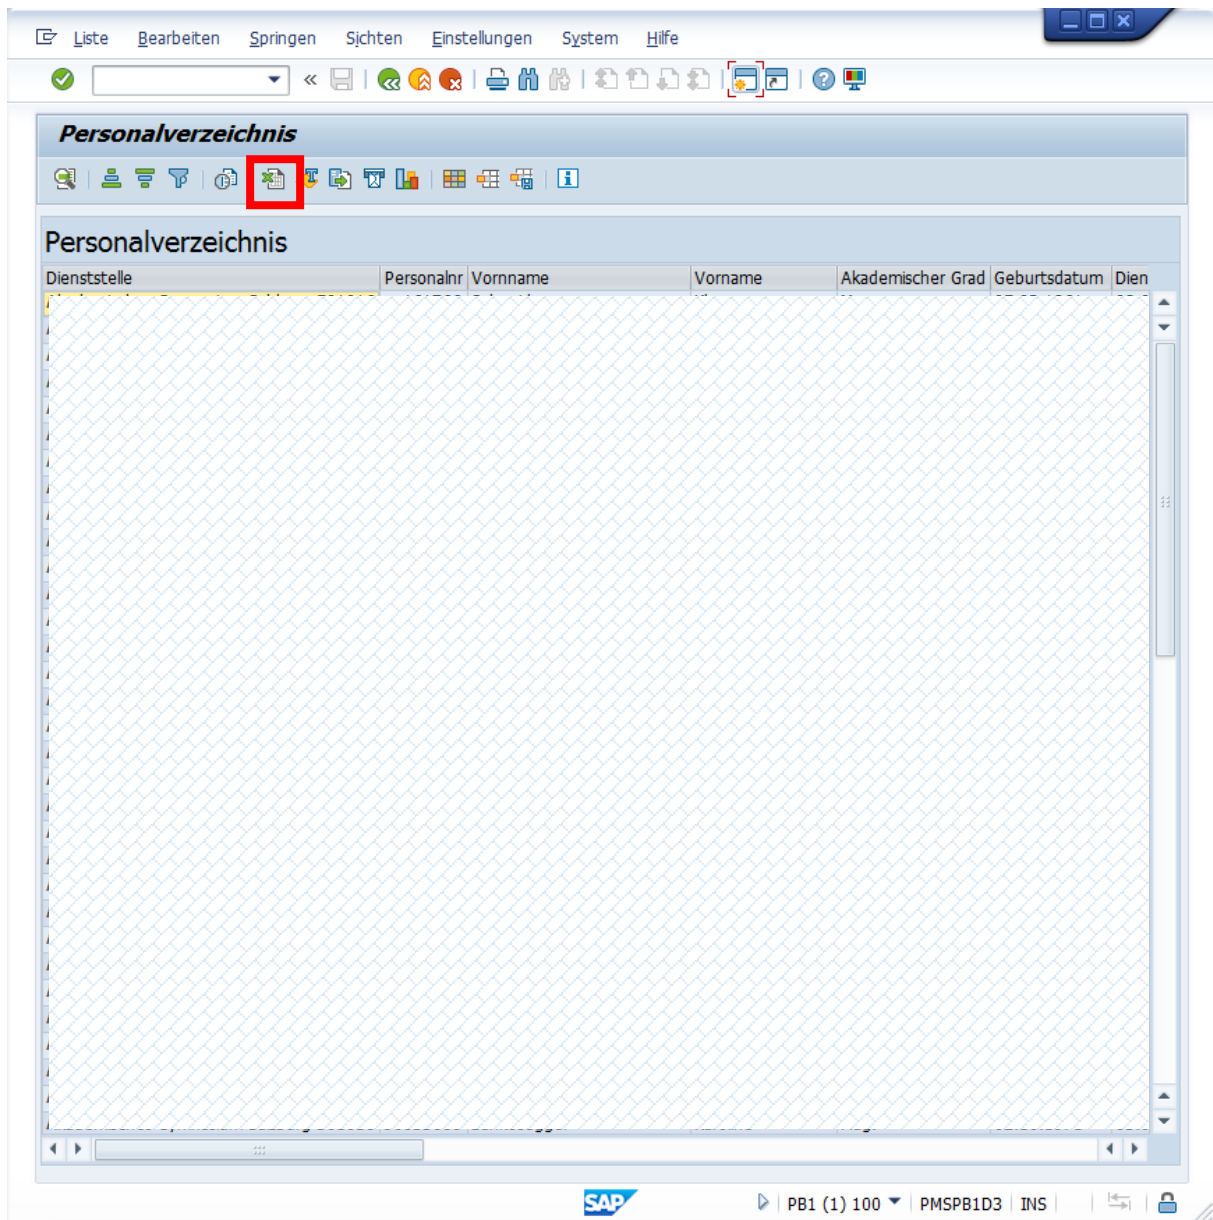 Liste Bearbeiten Springen Sichten Einstellungen System Hilfe
Personalverzeichnis
Personalverzeichnis
Dienststelle Personalnr Vornname Vorname Akademischer Grad Geburtsdatum Dien
SAP PB1 (1) 100 PMSPB1D3 INS